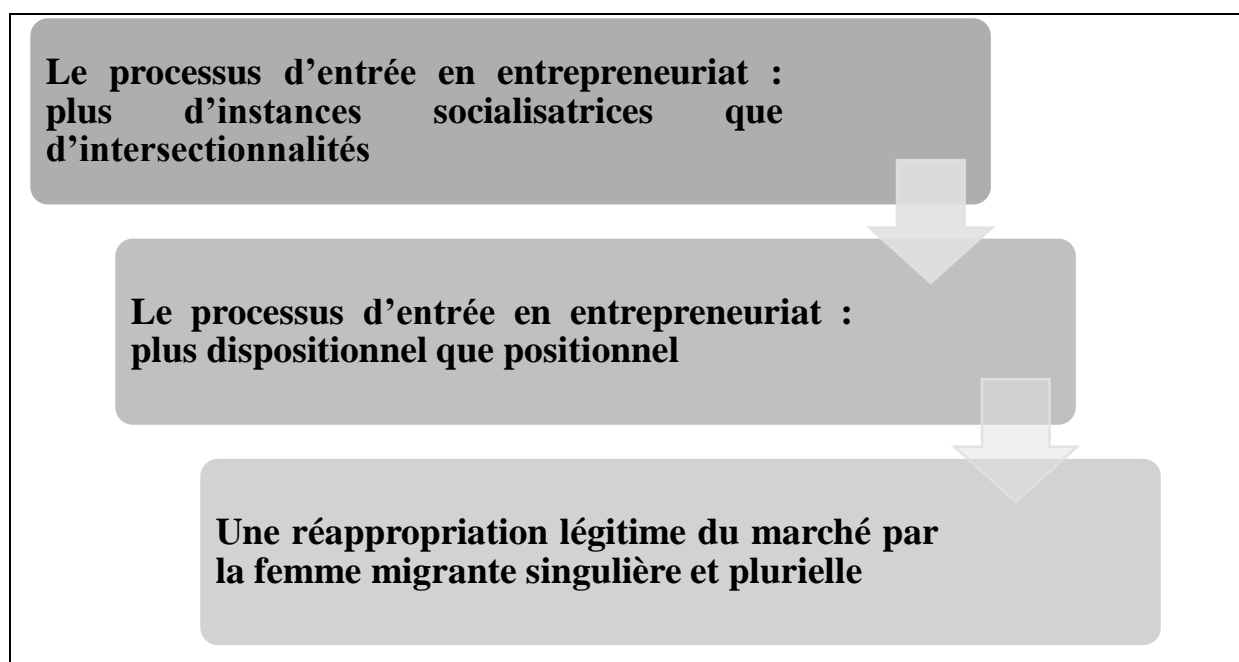 Le processus d’entrée en entrepreneuriat :
plus d’instances socialisatrices que
d’intersectionnalités
Le processus d’entrée en entrepreneuriat :
plus dispositionnel que positionnel
Une réappropriation légitime du marché par
la femme migrante singulière et plurielle